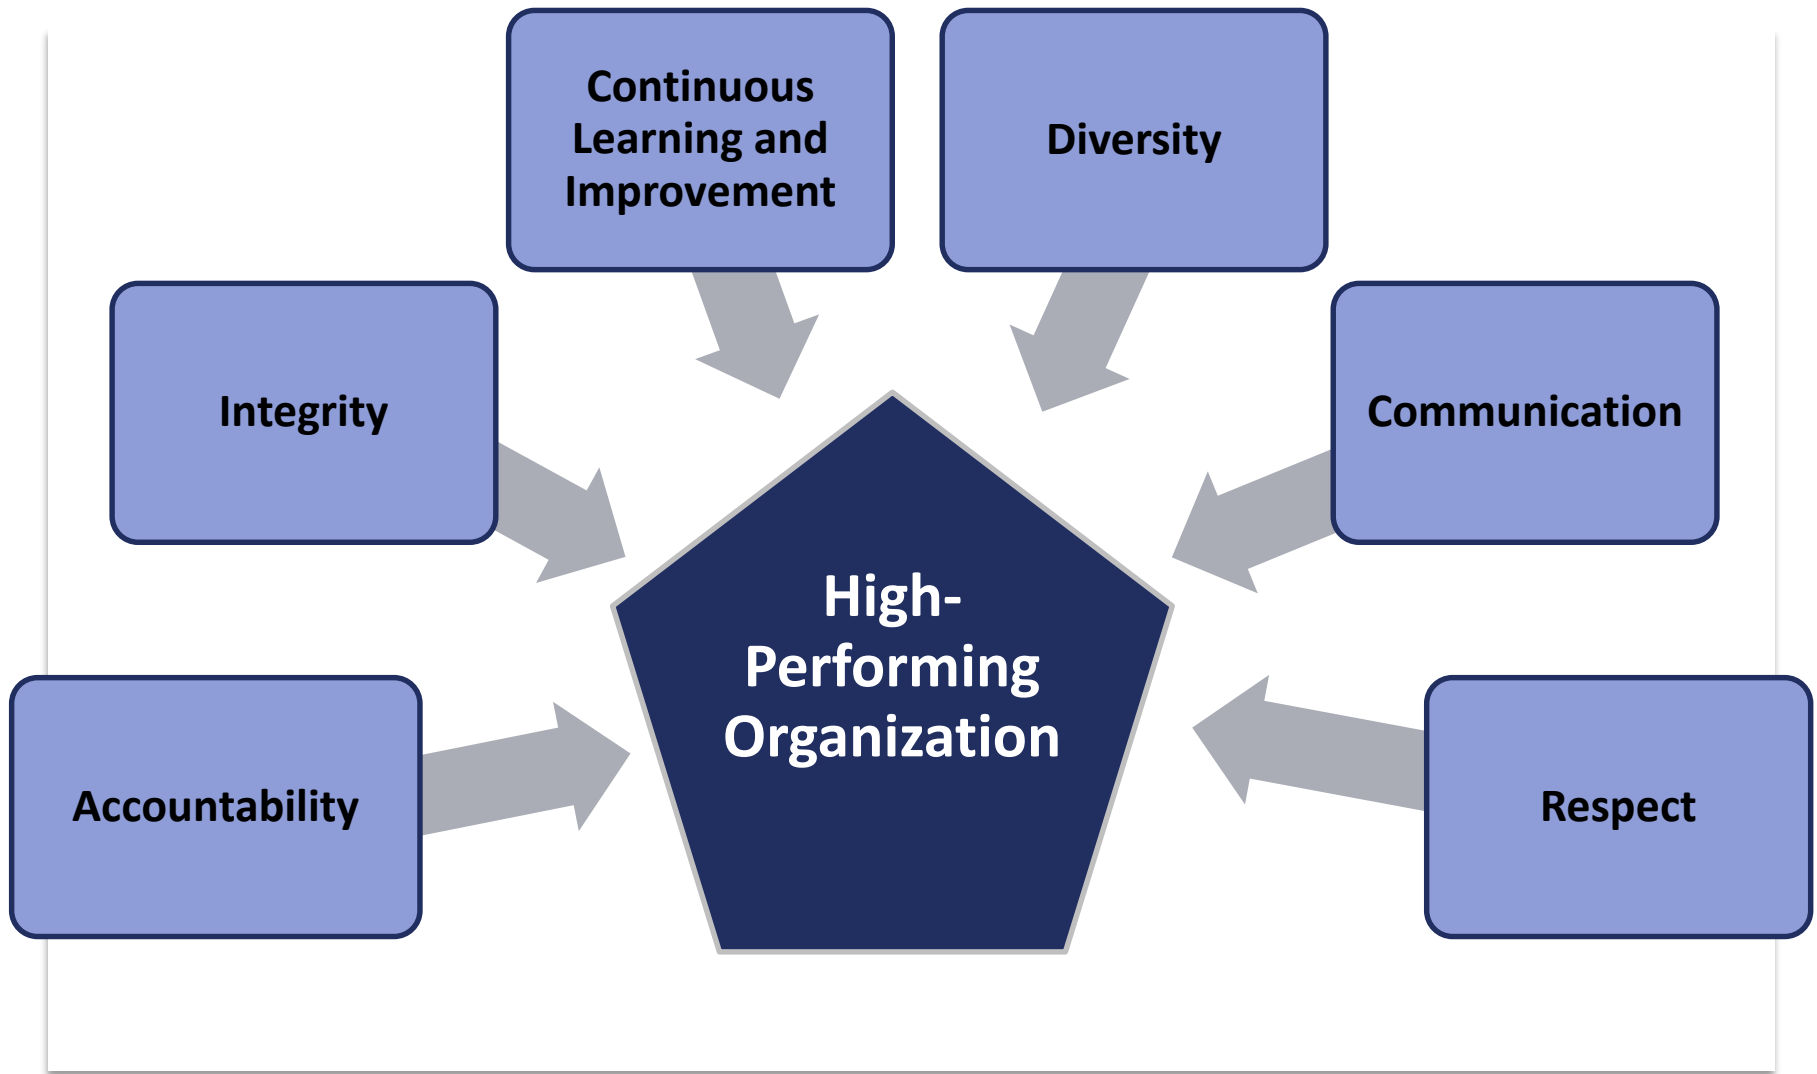 Continuous
Learning and
Improvement
Diversity
Integrity
Communication
High-
Performing
Organization
Accountability
Respect